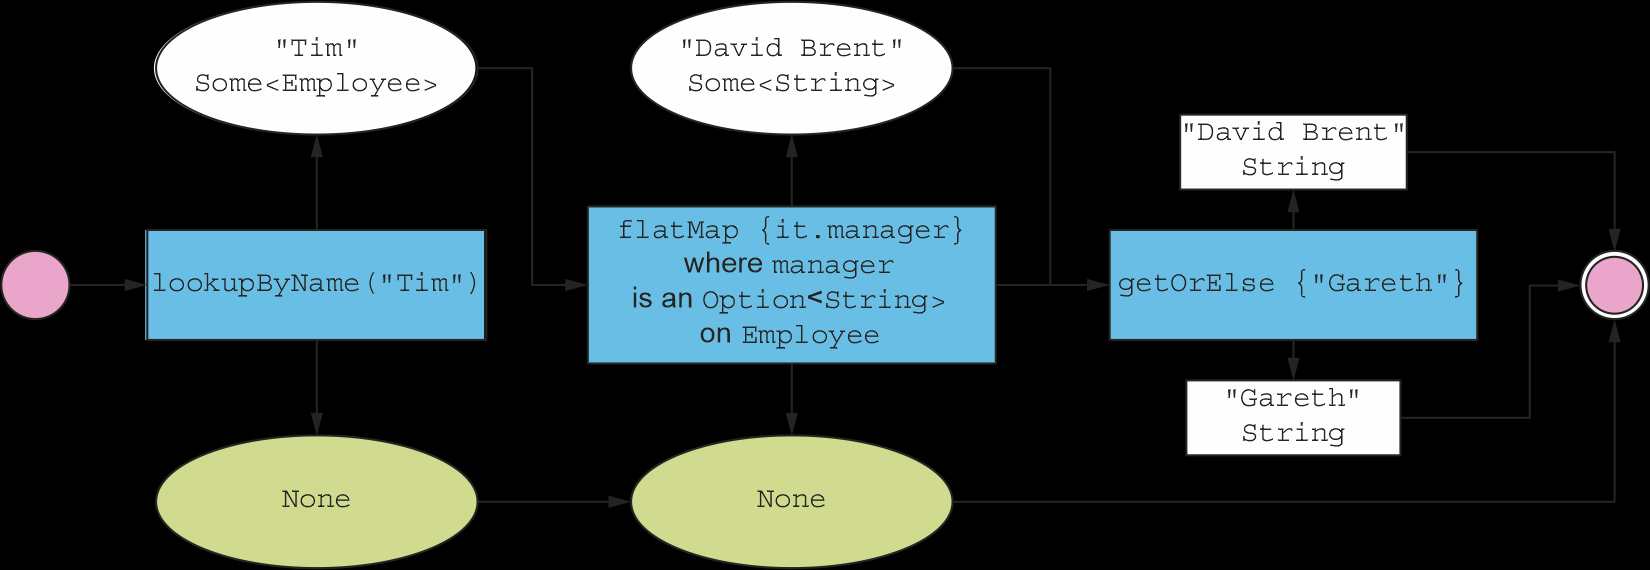 "Tim"
Some<Employee>
"David Brent"
Some<String>
"David Brent"
String
lookupByName("Tim")
flatMap {it.manager}
where manager
is an Option<String>
on Employee
getOrElse {"Gareth"}
"Gareth"
String
None
None